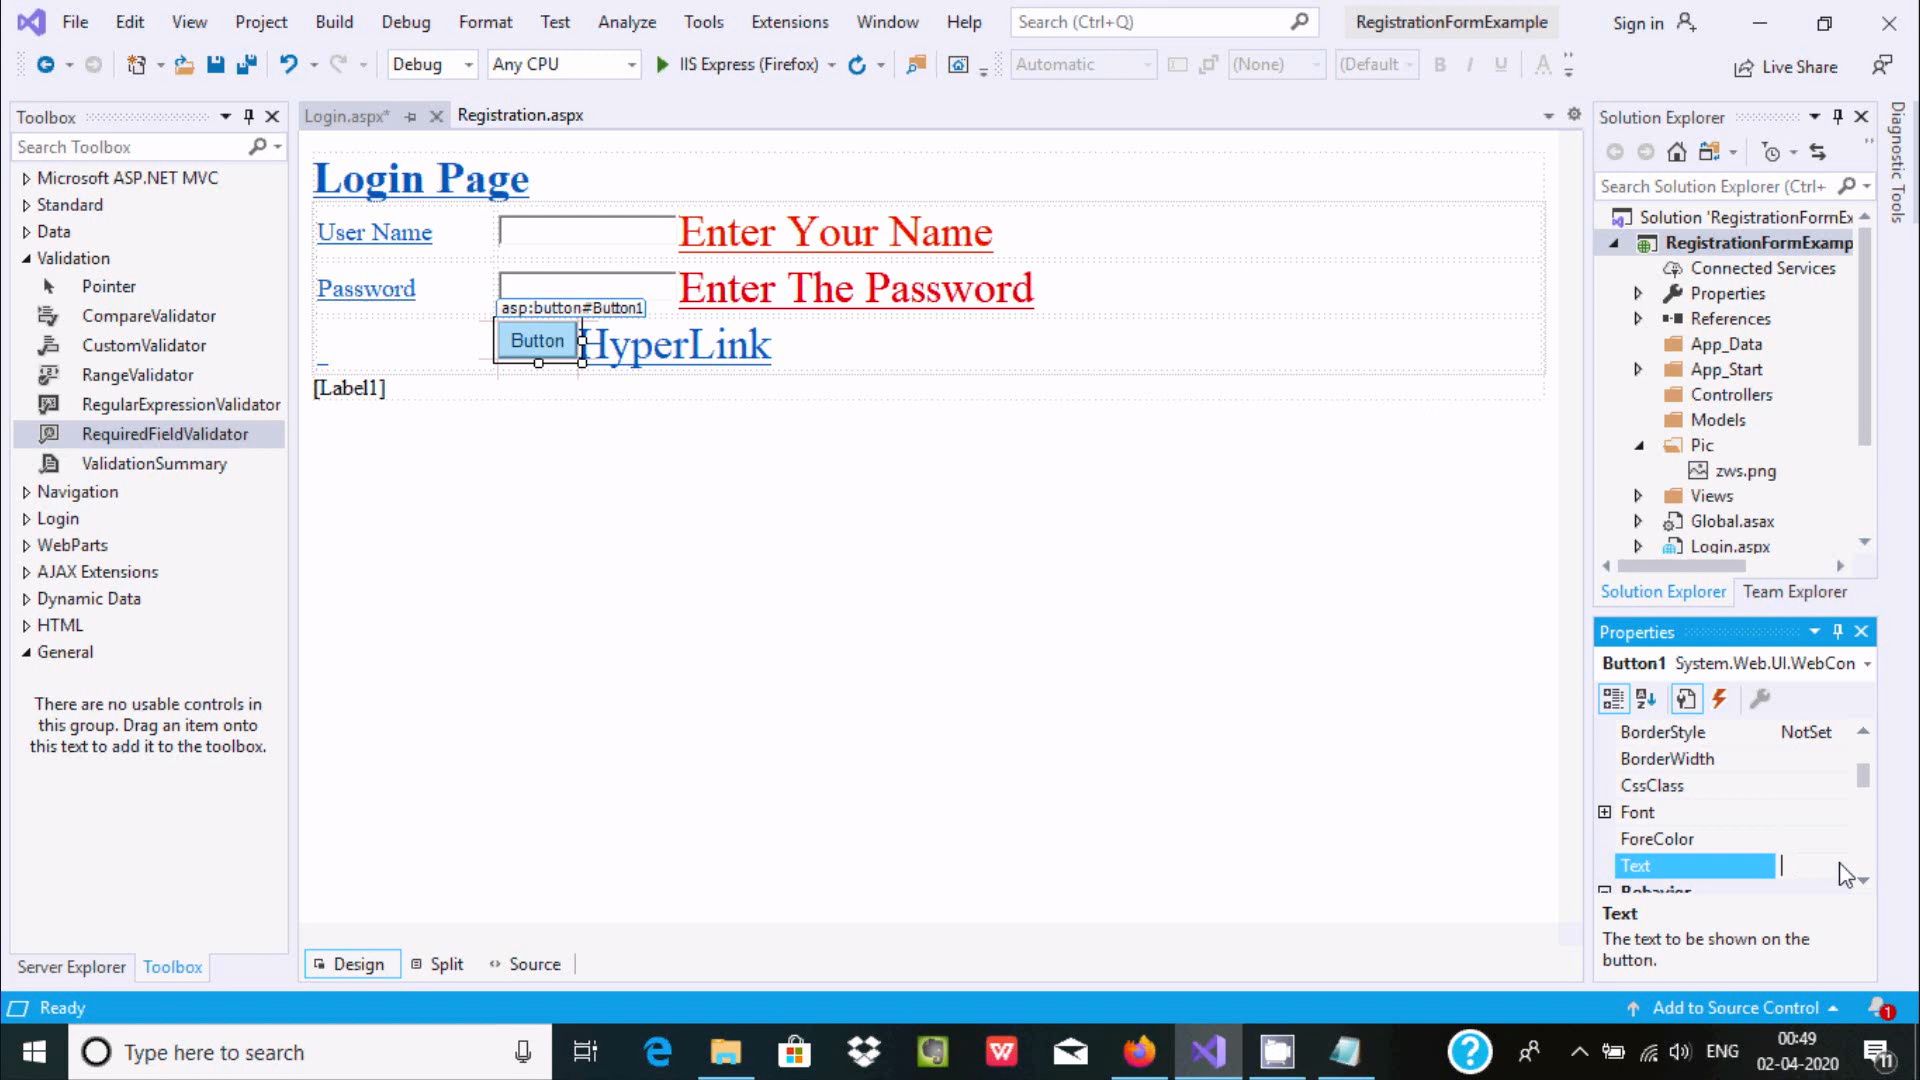 File Edit View Project Build Debug Format Test Analyze Tools Extensions Window Help Search (Ctrl+Q) RegistrationFormExample Sign in
Debug Any CPU IIS Express (Firefox) Automatic (None) (Default Live Share
Toolbox
Search Toolbox
Microsoft ASP.NET MVC
Standard
Data
Validation
Pointer
CompareValidator
CustomValidator
RangeValidator
RegularExpressionValidator
RequiredFieldValidator
ValidationSummary
Navigation
Login
WebParts
AJAX Extensions
Dynamic Data
HTML
General
There are no usable controls in
this group. Drag an item onto
this text to add it to the toolbox.
Server Explorer Toolbox
Login.aspx* Registration.aspx
Login Page
User Name Enter Your Name
Password Enter The Password
asp:button#Button1
Button HyperLink
[Label1]
Design Split Source
Solution Explorer
Search Solution Explorer (Ctrl+
Solution 'RegistrationFormEx
RegistrationFormExamp
Connected Services
Properties
References
App_Data
App_Start
Controllers
Models
Pic
zws.png
Views
Global.asax
Login.aspx
Solution Explorer Team Explorer
Diagnostic Tools
Properties
Button1 System.Web.UI.WebCon
BorderStyle NotSet
BorderWidth
CssClass
Font
ForeColor
Text
Behavior
Text
The text to be shown on the
button.
Ready Add to Source Control 1
Type here to search ENG 00:49
02-04-2020 11